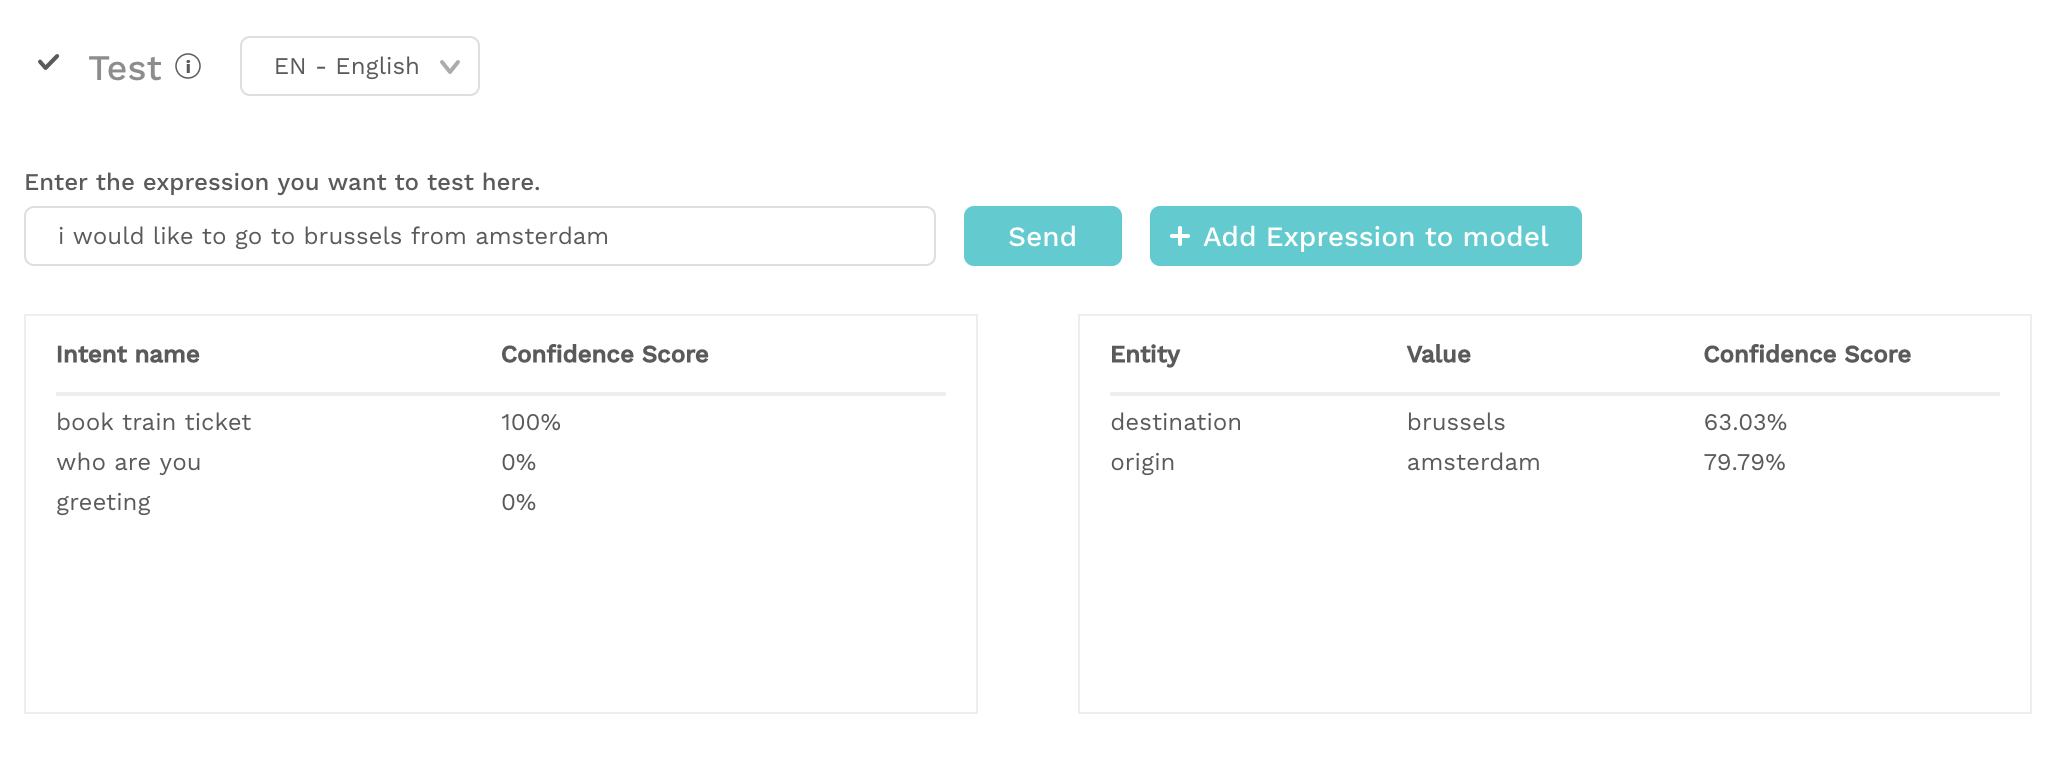 Test
EN - English
Enter the expression you want to test here.
i would like to go to brussels from amsterdam
Send
+ Add Expression to model
Intent name Confidence Score
book train ticket 100%
who are you 0%
greeting 0%
Entity Value Confidence Score
destination brussels 63.03%
origin amsterdam 79.79%